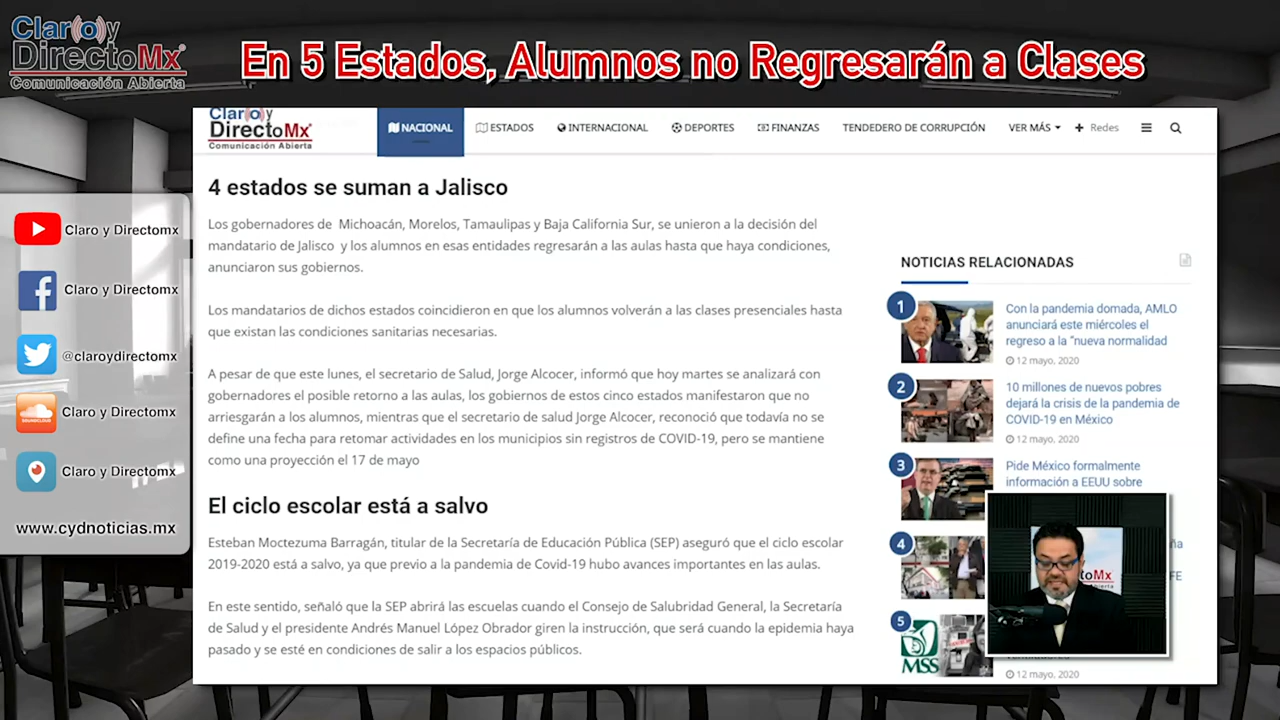 Claro y
DirectoMx
Comunicación Abierta
En 5 Estados, Alumnos no Regresarán a Clases
Claro y
DirectoMx
Comunicación Abierta
NACIONAL
ESTADOS
INTERNACIONAL
DEPORTES
FINANZAS
TENDEDERO DE CORRUPCIÓN
VER MÁS
Redes
Claro y Directomx
Claro y Directomx
@claroydirectomx
SOUNDCLOUD
Claro y Directomx
Claro y Directomx
www.cydnoticias.mx
4 estados se suman a Jalisco
Los gobernadores de Michoacán, Morelos, Tamaulipas y Baja California Sur, se unieron a la decisión del
mandatario de Jalisco y los alumnos en esas entidades regresarán a las aulas hasta que haya condiciones,
anunciaron sus gobiernos.
Los mandatarios de dichos estados coincidieron en que los alumnos volverán a las clases presenciales hasta
que existan las condiciones sanitarias necesarias.
A pesar de que este lunes, el secretario de Salud, Jorge Alcocer, informó que hoy martes se analizará con
gobernadores el posible retorno a las aulas, los gobiernos de estos cinco estados manifestaron que no
arriesgarán a los alumnos, mientras que el secretario de salud Jorge Alcocer, reconoció que todavía no se
define una fecha para retomar actividades en los municipios sin registros de COVID-19, pero se mantiene
como una proyección el 17 de mayo
El ciclo escolar está a salvo
Esteban Moctezuma Barragán, titular de la Secretaría de Educación Pública (SEP) aseguró que el ciclo escolar
2019-2020 está a salvo, ya que previo a la pandemia de Covid-19 hubo avances importantes en las aulas.
En este sentido, señaló que la SEP abrirá las escuelas cuando el Consejo de Salubridad General, la Secretaría
de Salud y el presidente Andrés Manuel López Obrador giren la instrucción, que será cuando la epidemia haya
pasado y se esté en condiciones de salir a los espacios públicos.
NOTICIAS RELACIONADAS
1
Con la pandemia domada, AMLO
anunciará este miércoles el
regreso a la "nueva normalidad
12 mayo, 2020
2
10 millones de nuevos pobres
dejará la crisis de la pandemia de
COVID-19 en México
12 mayo, 2020
3
Pide México formalmente
información a EEUU sobre
4
5
MSS
ctoMx
12 mayo, 2020